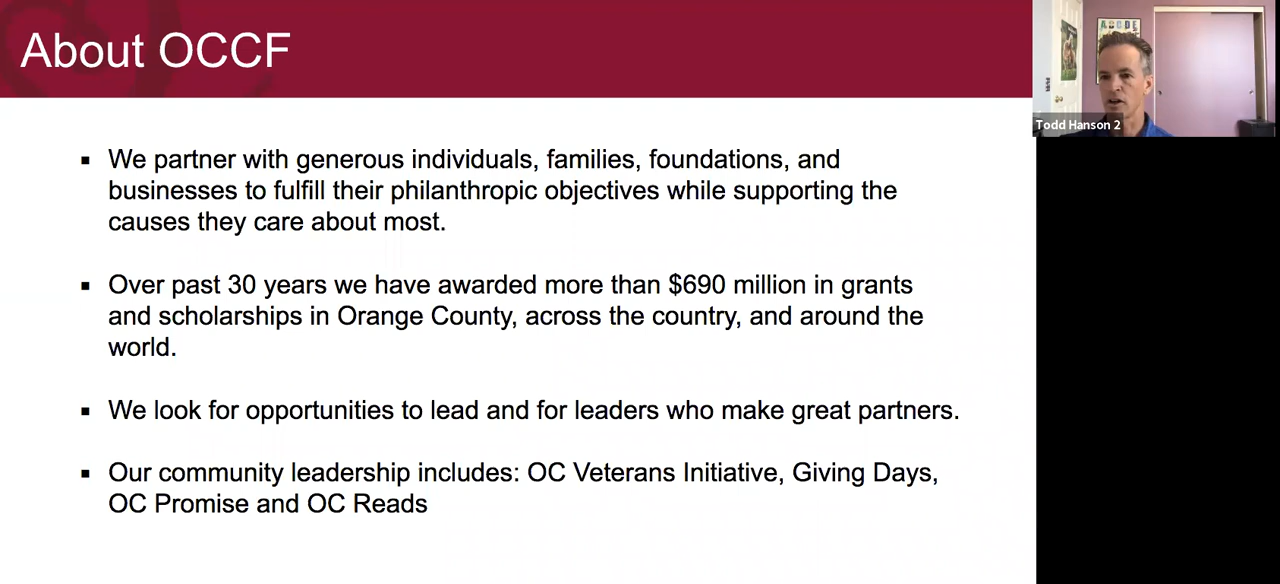 About OCCF
A B C D E
Todd Hanson 2
▪ We partner with generous individuals, families, foundations, and
businesses to fulfill their philanthropic objectives while supporting the
causes they care about most.
▪ Over past 30 years we have awarded more than $690 million in grants
and scholarships in Orange County, across the country, and around the
world.
▪ We look for opportunities to lead and for leaders who make great partners.
▪ Our community leadership includes: OC Veterans Initiative, Giving Days,
OC Promise and OC Reads